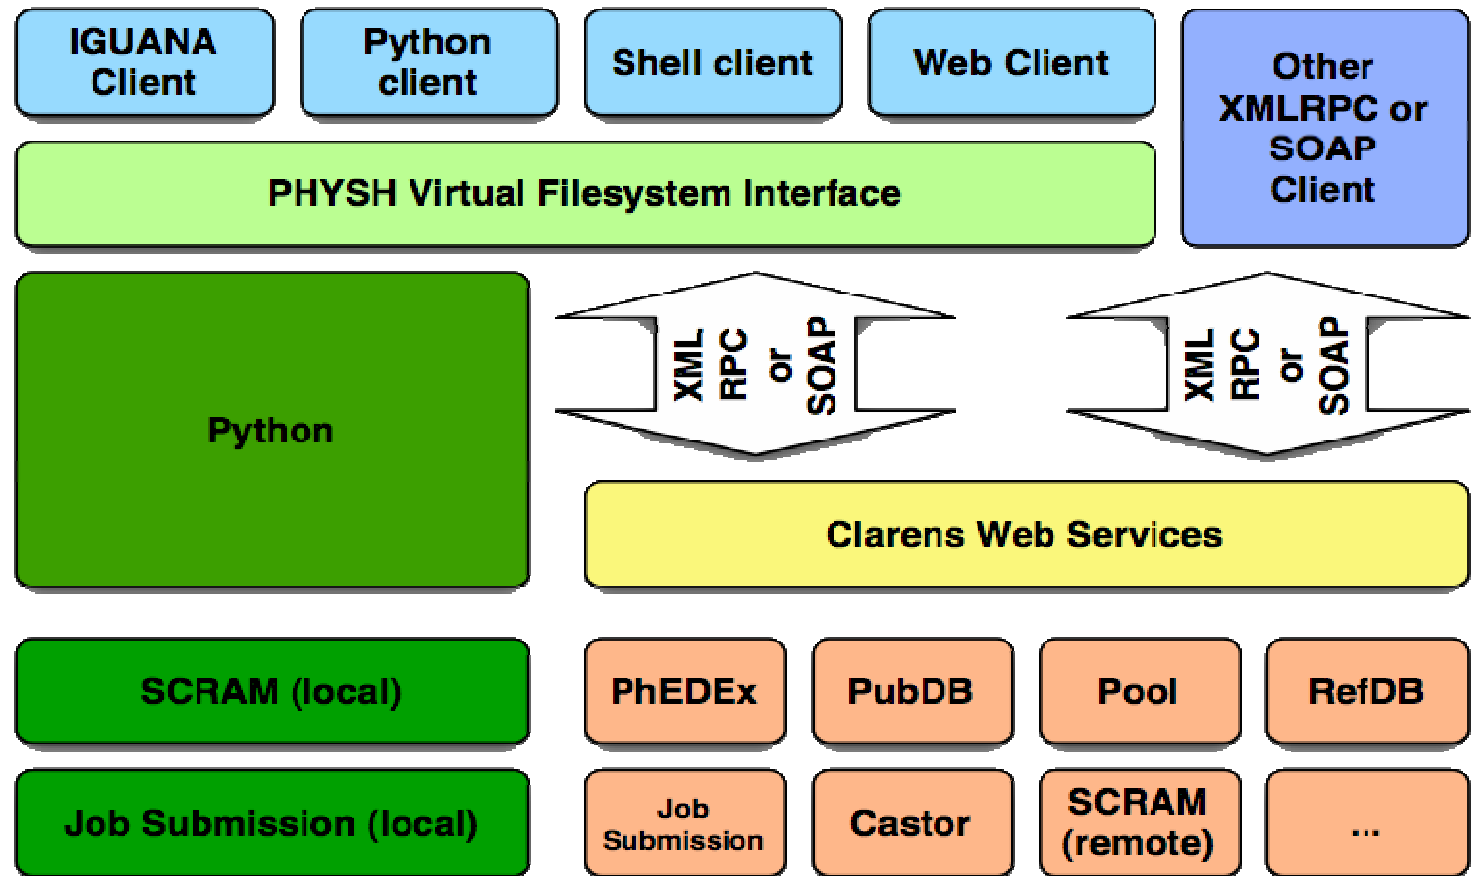 IGUANA
Client
Python
client
Shell client
Web Client
Other
XMLRPC or
SOAP
Client
PHYSH Virtual Filesystem Interface
Python
XML
RPC
or
SOAP
XML
RPC
or
SOAP
Clarens Web Services
SCRAM (local)
PhEDEx
PubDB
Pool
RefDB
Job Submission (local)
Job
Submission
Castor
SCRAM
(remote)
...